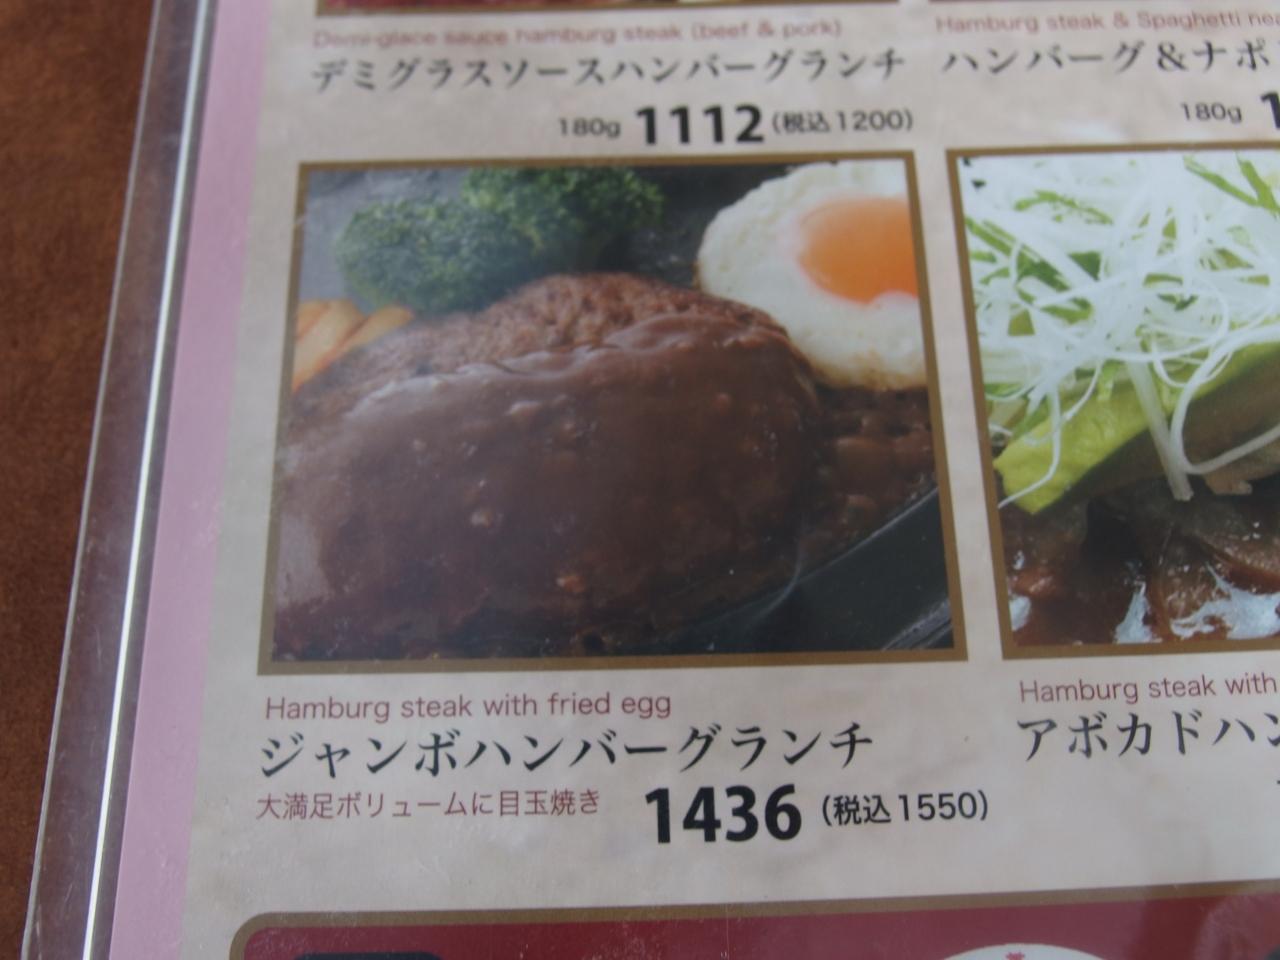 Demi-glace sauce hamburg steak (beef & pork)
デミグラスソースハンバーグランチ
180g 1112 (税込1200)
Hamburg steak & Spaghetti
ハンバーグ&ナポ
180g 1
Hamburg steak with fried egg
ジャンボハンバーグランチ
大満足ボリュームに目玉焼き 1436 (税込1550)
Hamburg steak with
アボカドハン